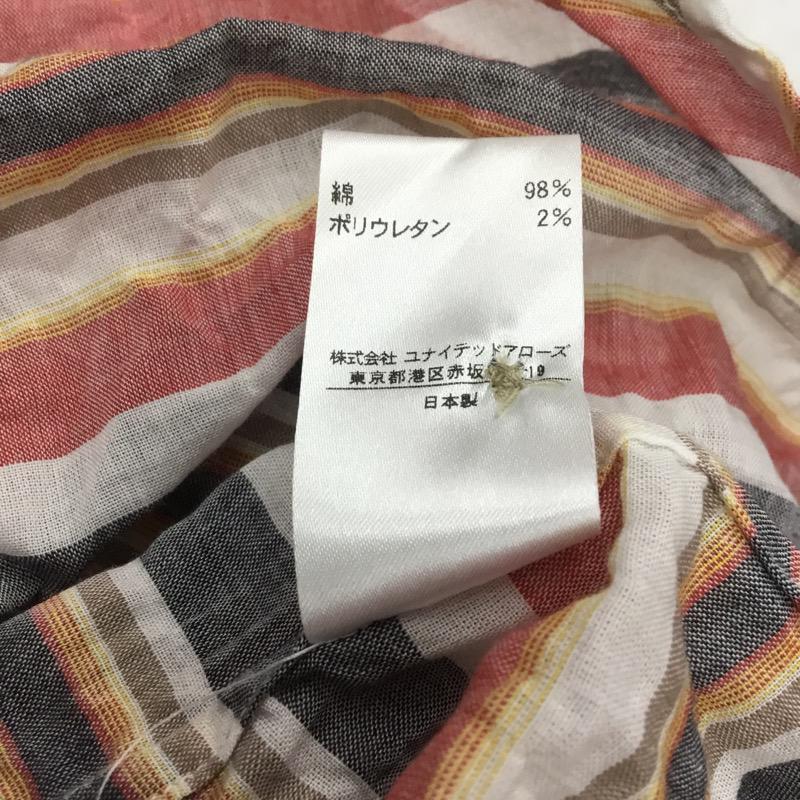 綿 98%
ポリウレタン 2%
株式会社 ユナイテッドアローズ
東京都港区赤坂 19
日本製